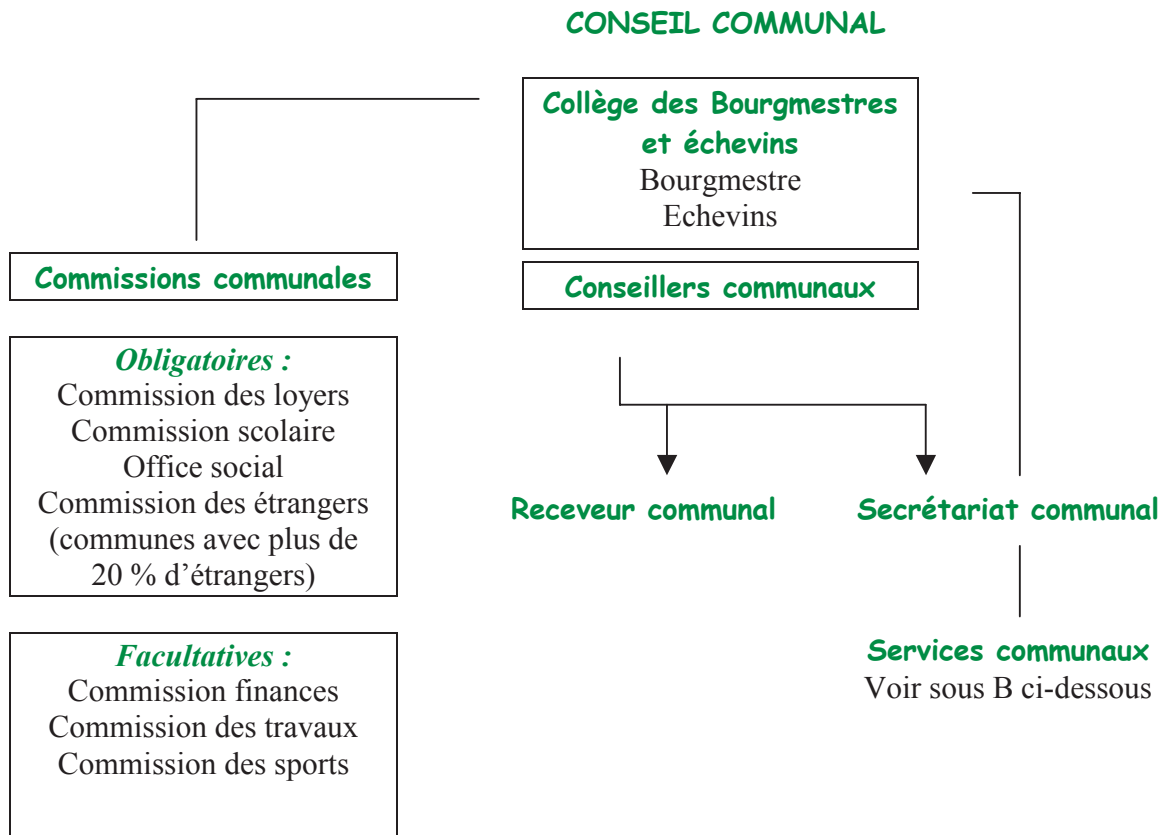 CONSEIL COMMUNAL
Collège des Bourgmestres
et échevins
Bourgmestre
Echevins
Conseillers communaux
Commissions communales
Obligatoires :
Commission des loyers
Commission scolaire
Office social
Commission des étrangers
(communes avec plus de
20 % d’étrangers)
Facultatives :
Commission finances
Commission des travaux
Commission des sports
Receveur communal
Secrétariat communal
Services communaux
Voir sous B ci-dessous